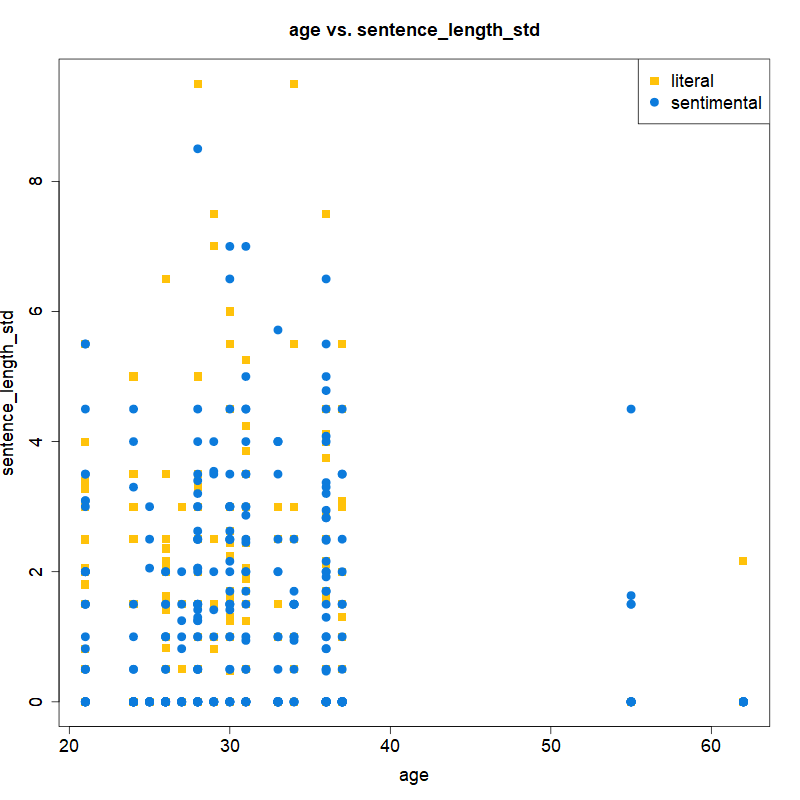 age vs. sentence_length_std
literal
sentimental
sentence_length_std
8
6
4
2
0
20 30 40 50 60
age